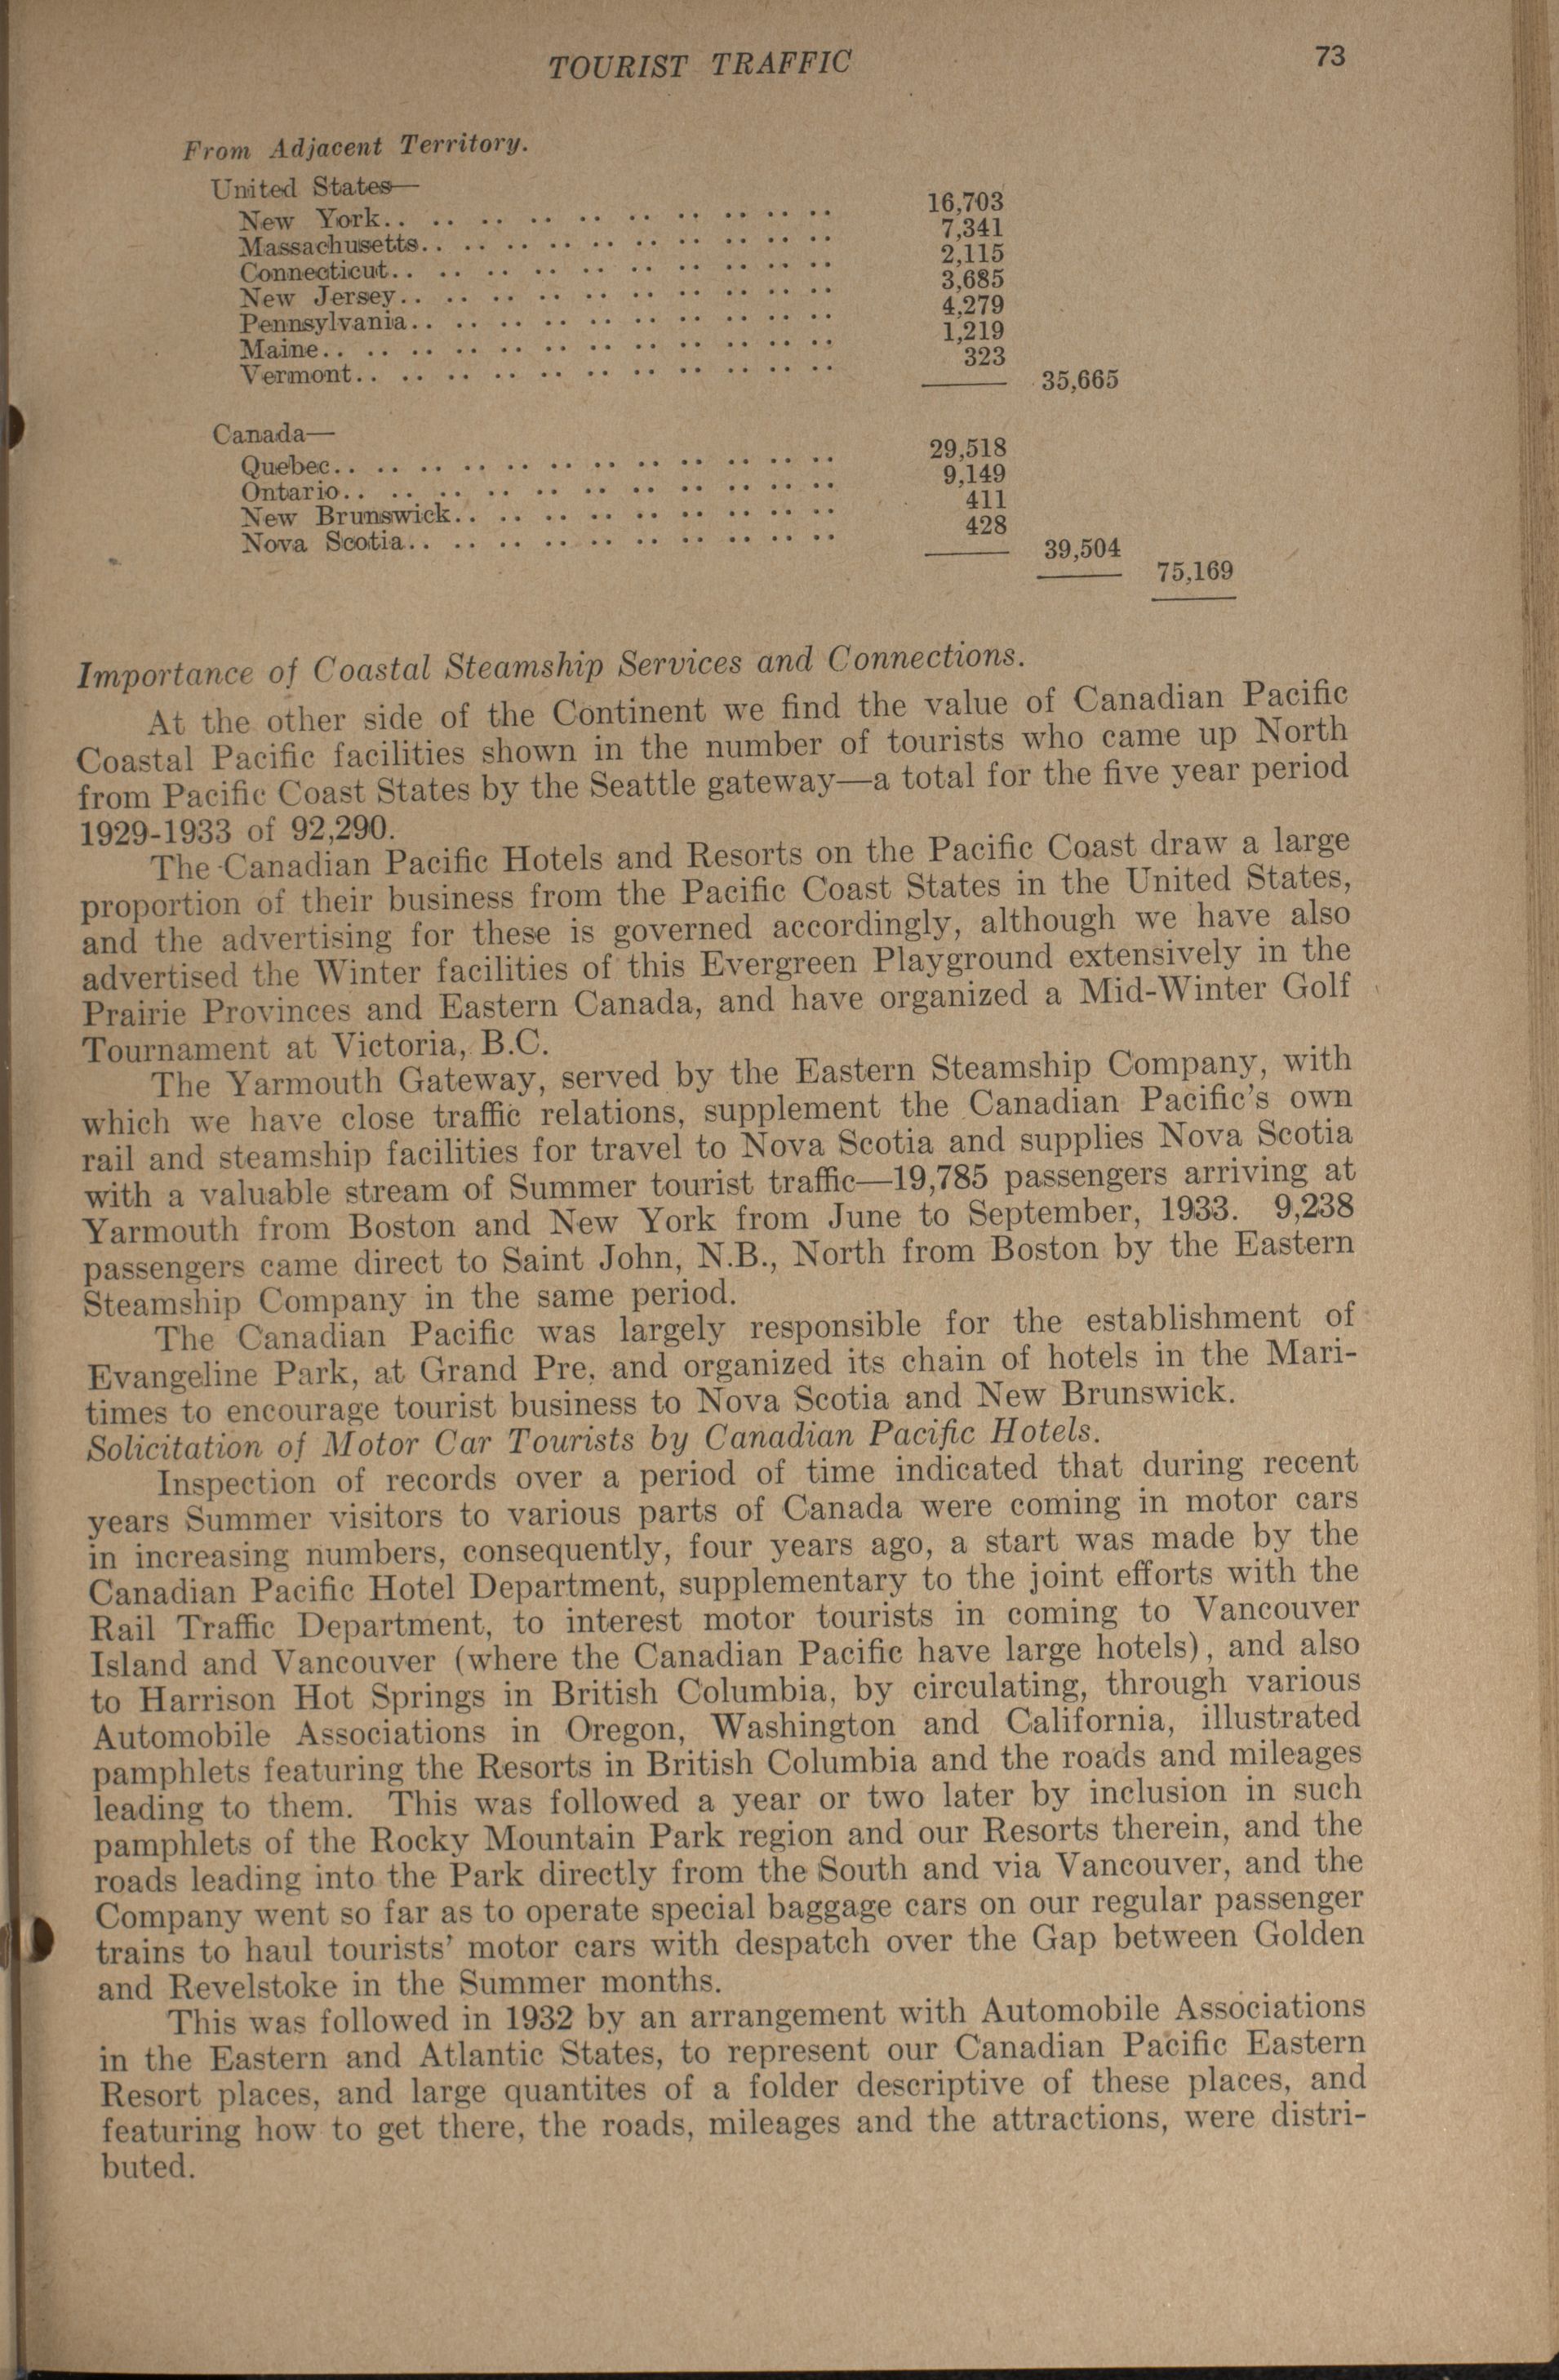 TOURIST TRAFFIC 73
From Adjacent Territory.
United States—
New York.. .. .. .. .. .. .. .. .. .. 16,703
Massachusetts.. .. .. .. .. .. .. .. .. .. 7,341
Connecticut.. .. .. .. .. .. .. .. .. .. 2,115
New Jersey.. .. .. .. .. .. .. .. .. .. 3,685
Pennsylvania.. .. .. .. .. .. .. .. .. .. 4,279
Maine.. .. .. .. .. .. .. .. .. .. .. .. 1,219
Vermont.. .. .. .. .. .. .. .. .. .. .. 323
35,665
Canada—
Quebec.. .. .. .. .. .. .. .. .. .. .. .. 29,518
Ontario.. .. .. .. .. .. .. .. .. .. .. 9,149
New Brunswick.. .. .. .. .. .. .. .. .. 411
Nova Scotia.. .. .. .. .. .. .. .. .. .. 428
39,504
75,169
Importance of Coastal Steamship Services and Connections.
At the other side of the Continent we find the value of Canadian Pacific
Coastal Pacific facilities shown in the number of tourists who came up North
from Pacific Coast States by the Seattle gateway—a total for the five year period
1929-1933 of 92,290.
The Canadian Pacific Hotels and Resorts on the Pacific Coast draw a large
proportion of their business from the Pacific Coast States in the United States,
and the advertising for these is governed accordingly, although we have also
advertised the Winter facilities of this Evergreen Playground extensively in the
Prairie Provinces and Eastern Canada, and have organized a Mid-Winter Golf
Tournament at Victoria, B.C.
The Yarmouth Gateway, served by the Eastern Steamship Company, with
which we have close traffic relations, supplement the Canadian Pacific's own
rail and steamship facilities for travel to Nova Scotia and supplies Nova Scotia
with a valuable stream of Summer tourist traffic—19,785 passengers arriving at
Yarmouth from Boston and New York from June to September, 1933. 9,238
passengers came direct to Saint John, N.B., North from Boston by the Eastern
Steamship Company in the same period.
The Canadian Pacific was largely responsible for the establishment of
Evangeline Park, at Grand Pre, and organized its chain of hotels in the Mari-
times to encourage tourist business to Nova Scotia and New Brunswick.
Solicitation of Motor Car Tourists by Canadian Pacific Hotels.
Inspection of records over a period of time indicated that during recent
years Summer visitors to various parts of Canada were coming in motor cars
in increasing numbers, consequently, four years ago, a start was made by the
Canadian Pacific Hotel Department, supplementary to the joint efforts with the
Rail Traffic Department, to interest motor tourists in coming to Vancouver
Island and Vancouver (where the Canadian Pacific have large hotels), and also
to Harrison Hot Springs in British Columbia, by circulating, through various
Automobile Associations in Oregon, Washington and California, illustrated
pamphlets featuring the Resorts in British Columbia and the roads and mileages
leading to them. This was followed a year or two later by inclusion in such
pamphlets of the Rocky Mountain Park region and our Resorts therein, and the
roads leading into the Park directly from the South and via Vancouver, and the
Company went so far as to operate special baggage cars on our regular passenger
trains to haul tourists' motor cars with despatch over the Gap between Golden
and Revelstoke in the Summer months.
This was followed in 1932 by an arrangement with Automobile Associations
in the Eastern and Atlantic States, to represent our Canadian Pacific Eastern
Resort places, and large quantites of a folder descriptive of these places, and
featuring how to get there, the roads, mileages and the attractions, were distri-
buted.